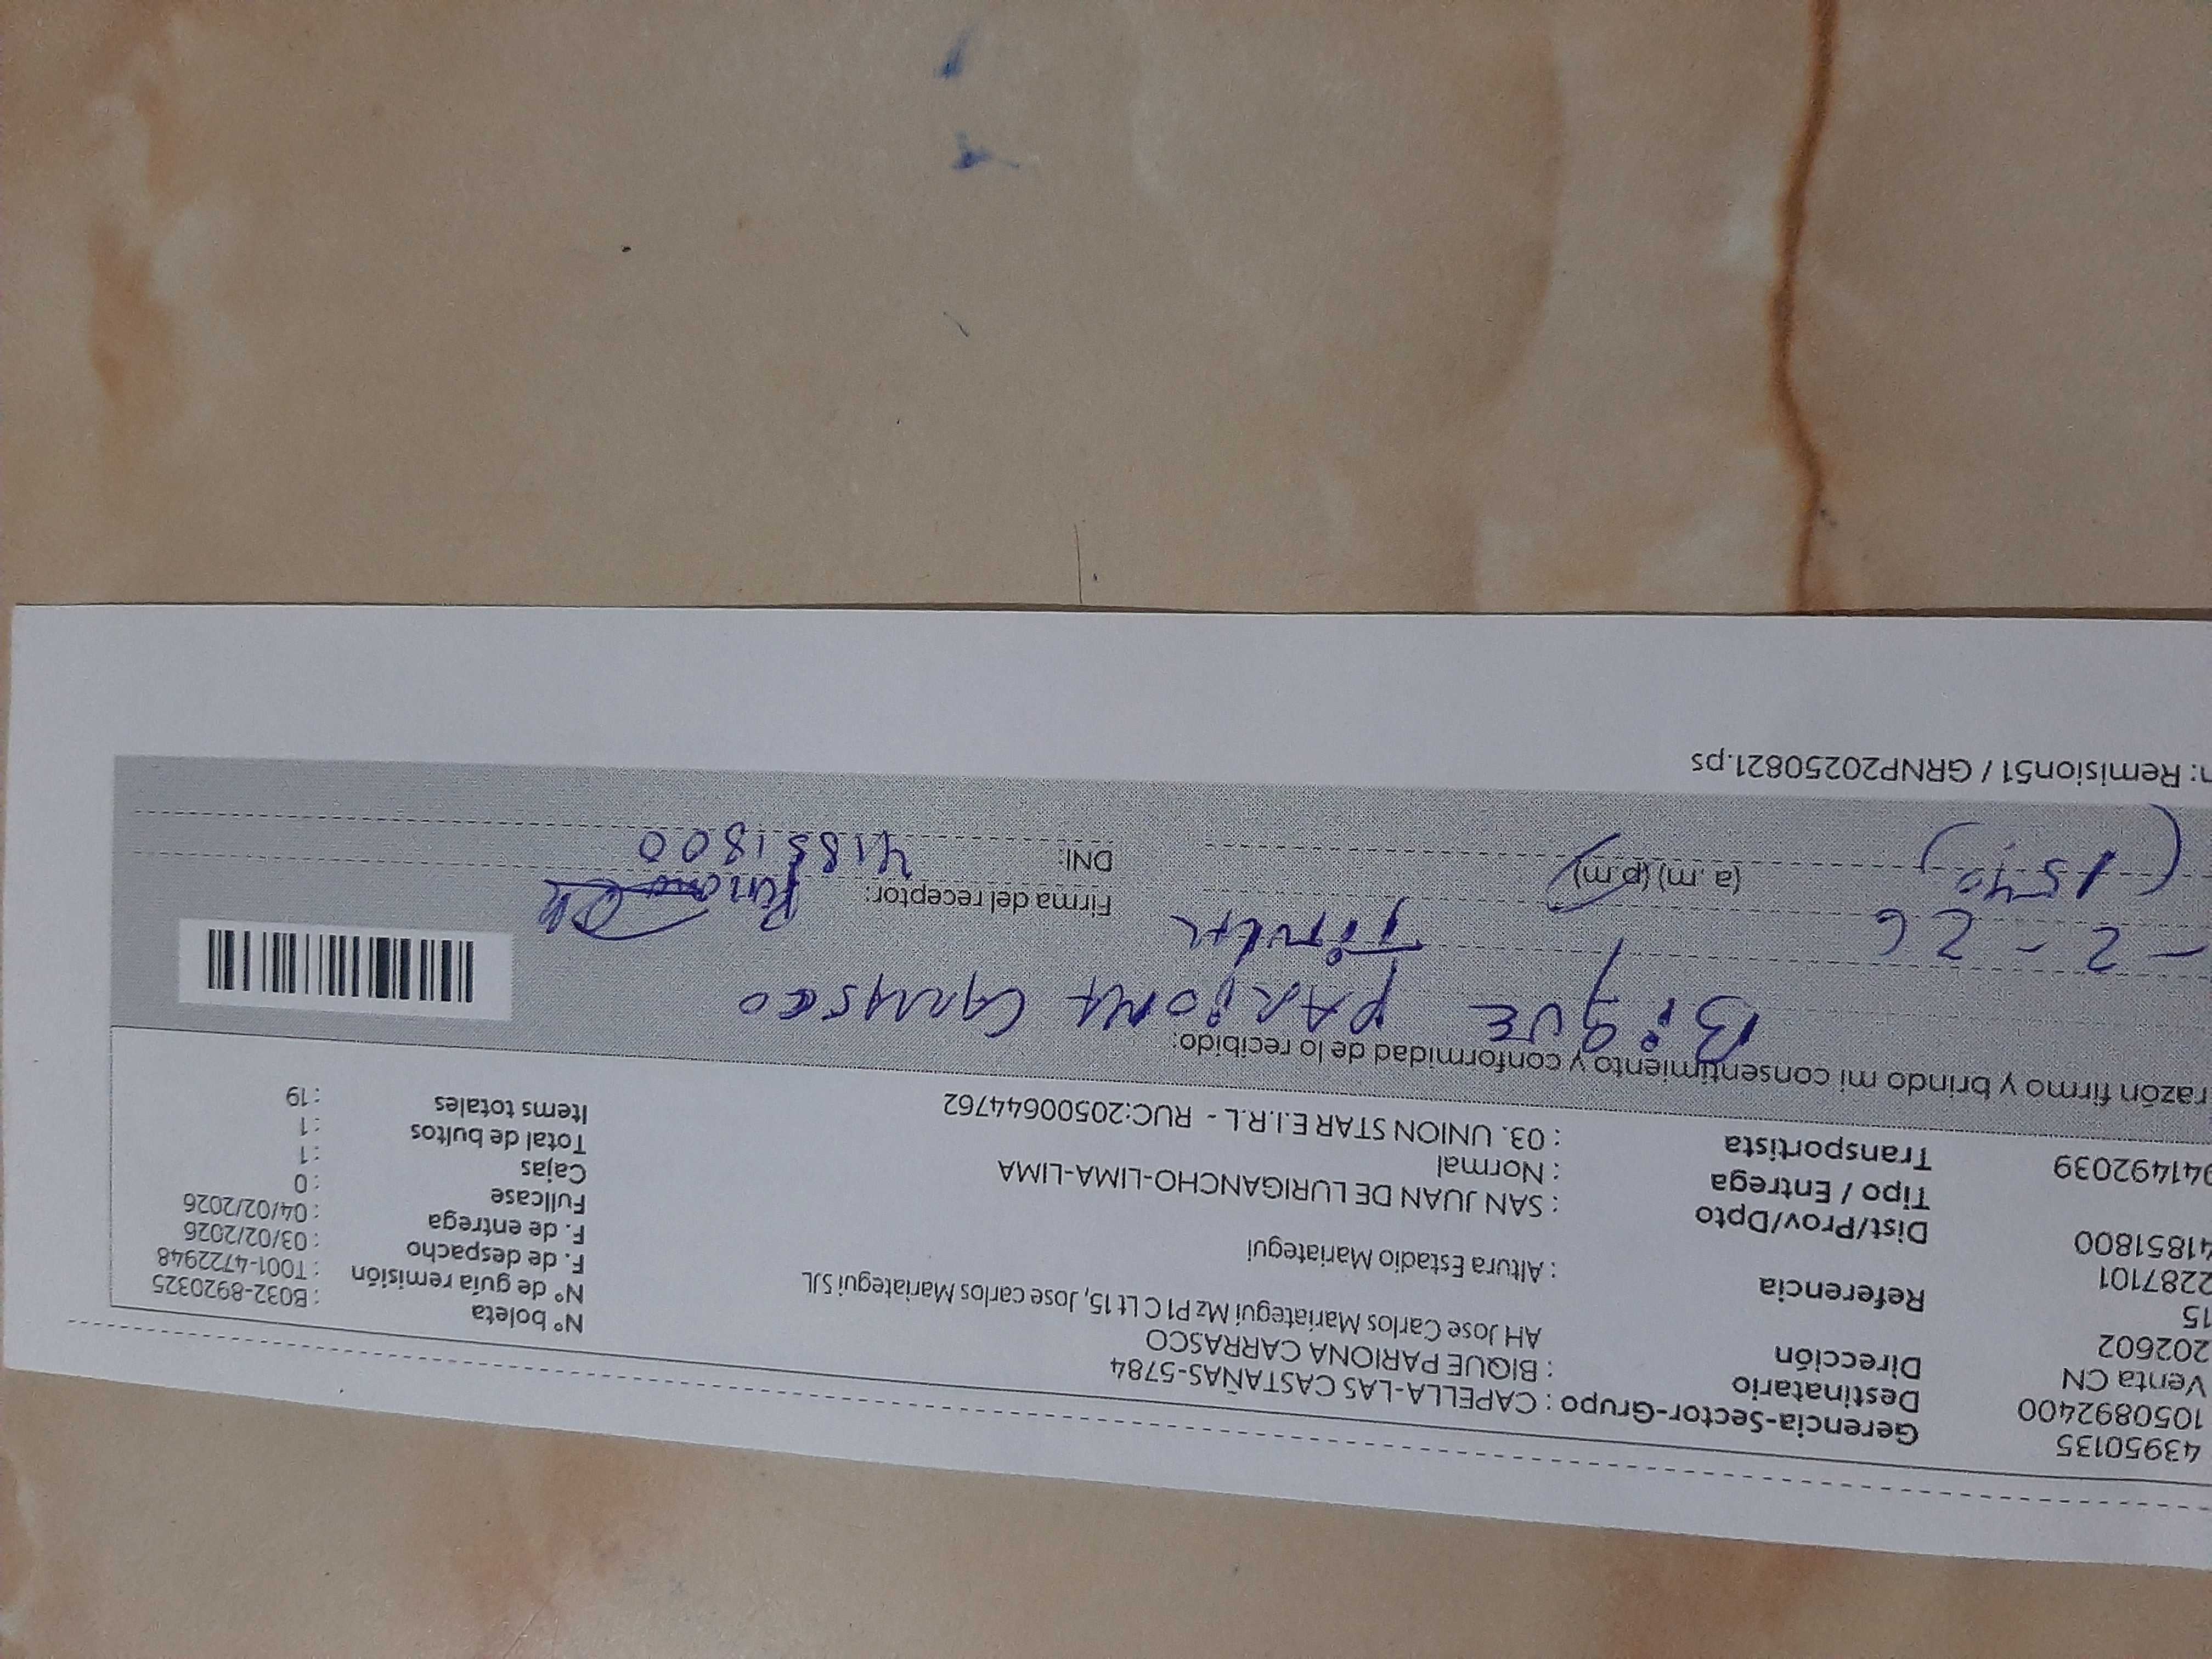 43950135 Gerencia-Sector-Grupo : CAPELLA-LAS CASTAÑAS-5784
1050892400 Destinatario : BIQUE PARIONA CARRASCO
Venta CN Dirección AH Jose Carlos Mariategui Mz P1 C Lt 15, Jose carlos Mariategui SJL
202602
15 Referencia : Altura Estadio Mariategui
2287101
41851800 Dist/Prov/Dpto : SAN JUAN DE LURIGANCHO-LIMA-LIMA
Tipo / Entrega : Normal
941492039 Transportista : 03. UNION STAR E.I.R.L - RUC:20500644762
N° boleta : B032-8920325
N° de guía remisión : T001-4722948
F. de despacho : 03/02/2026
F. de entrega : 04/02/2026
Fullcase : 0
Cajas : 1
Total de bultos : 1
Items totales : 19
razón firmo y brindo mi consentimiento y conformidad de lo recibido:
BiqUE PARiONA CARRASCO
- 2 - 26 Titular
Firma del receptor: Pariona
(15:40) (a.m) (p.m) DNI: 41851800
n: Remision51 / GRNP20250821.ps